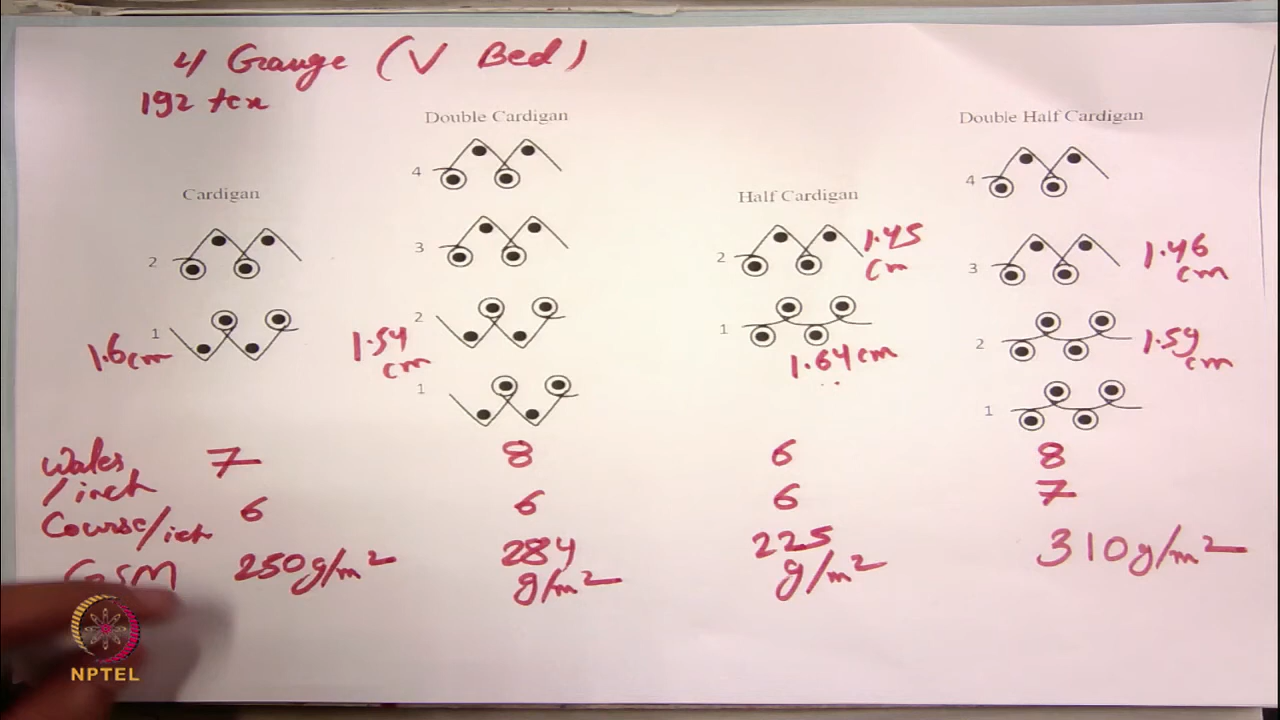 4 Gauge (V Bed)
192 tex
Double Cardigan
Double Half Cardigan
4
4
Cardigan
Half Cardigan
2
3
2
1.45
cm
3
1.46
cm
1
1.6cm
1.54
cm
2
1
1.64cm
2
1.59
cm
1
1
Wales
/inch
7
8
6
8
Course/ich
6
6
6
7
GSM
250g/m²
284
g/m²
225
g/m²
310g/m²
NPTEL